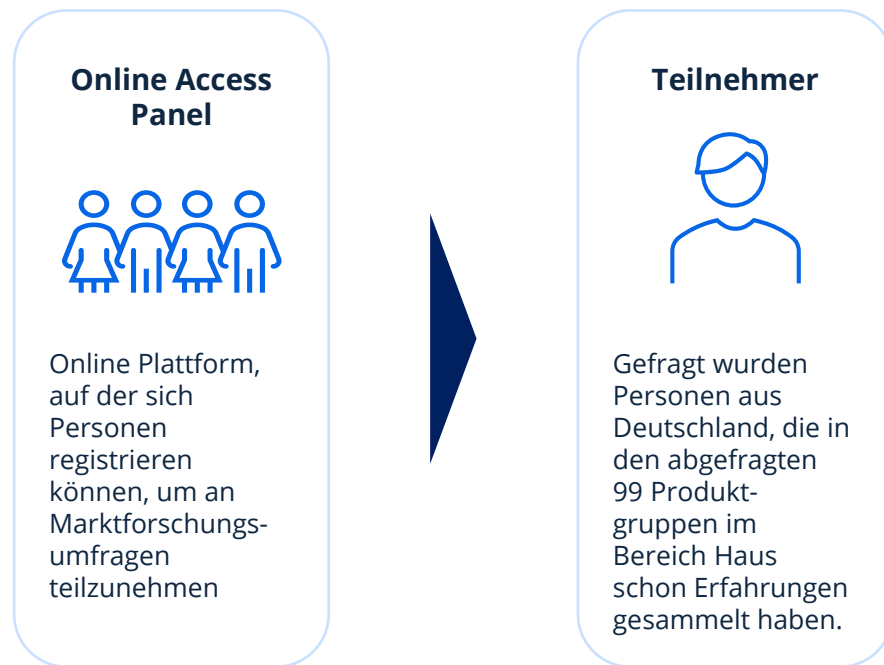 Online Access
Panel
Online Plattform,
auf der sich
Personen
registrieren
können, um an
Marktforschungs-
umfragen
teilzunehmen
Teilnehmer
Gefragt wurden
Personen aus
Deutschland, die in
den abgefragten
99 Produkt-
gruppen im
Bereich Haus
schon Erfahrungen
gesammelt haben.